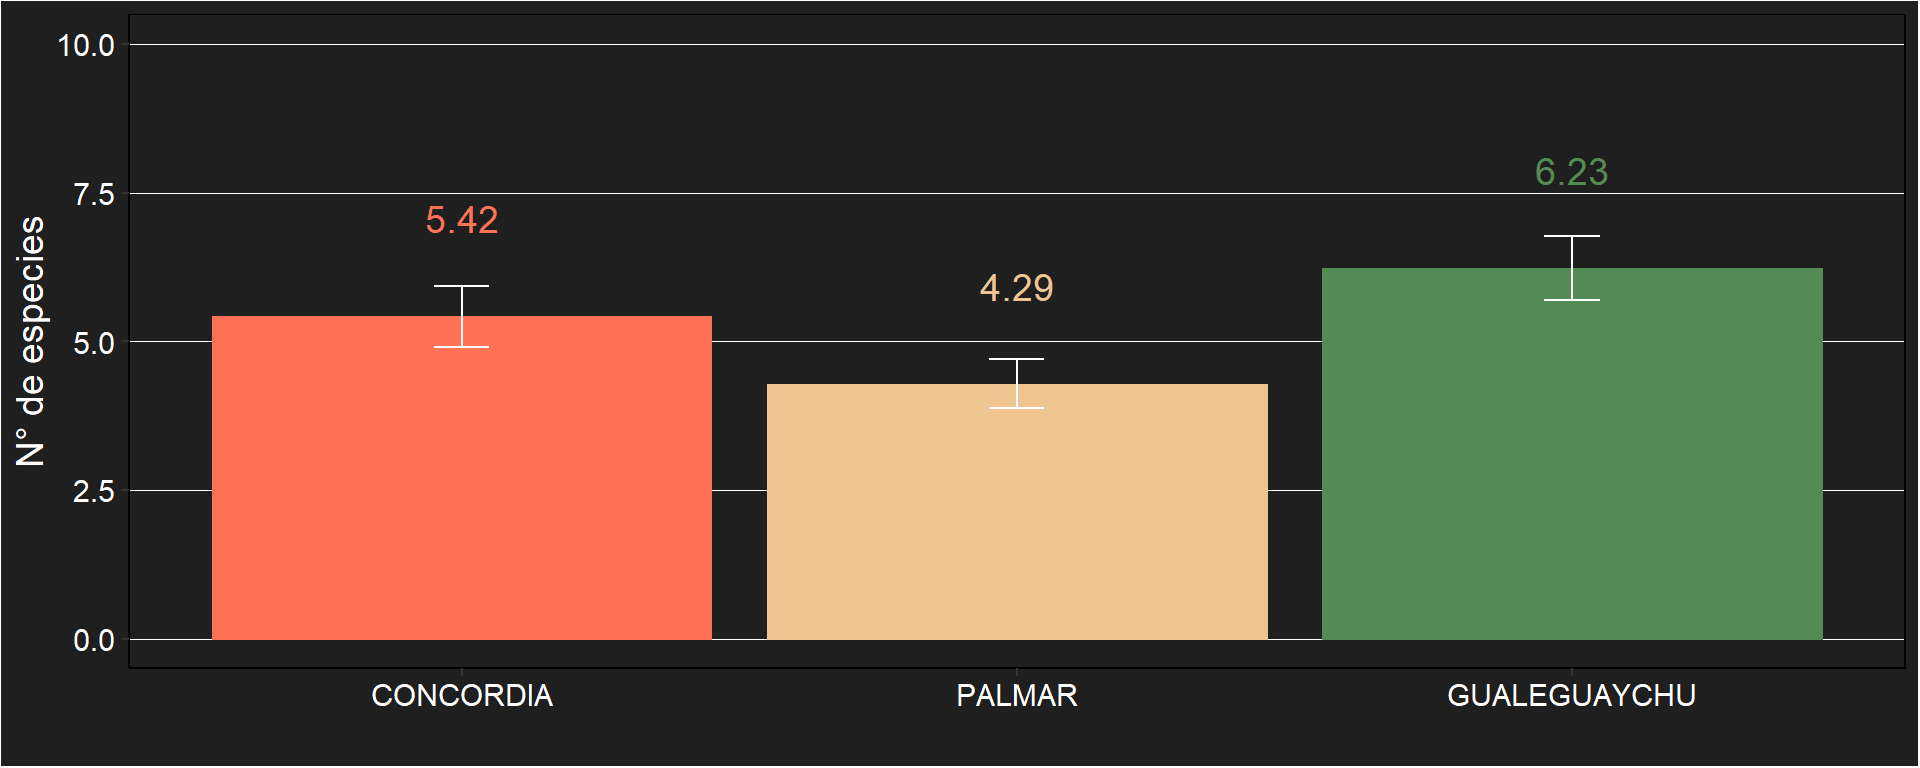 N° de especies
10.0
7.5
5.0
2.5
0.0
5.42
4.29
6.23
CONCORDIA
PALMAR
GUALEGUAYCHU